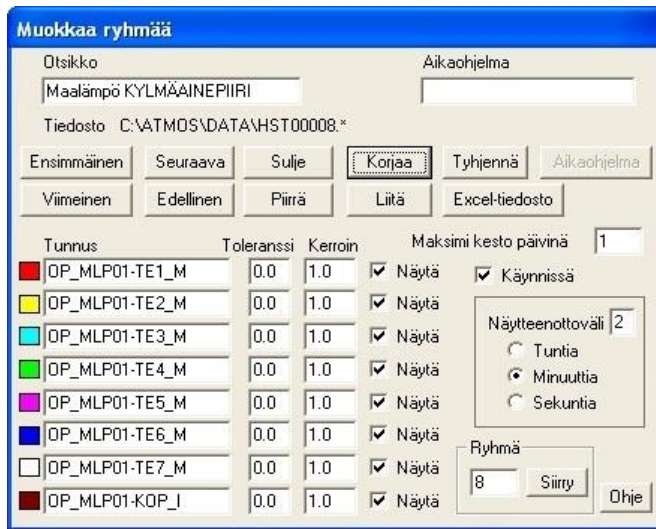 Muokkaa ryhmää
Otsikko Aikaohjelma
Maalämpö KYLMÄAINEPIIRI
Tiedosto C:\ATMOS\DATA\HST00008.*
Ensimmäinen Seuraava Sulje Korjaa Tyhjennä Aikaohjelma
Viimeinen Edellinen Piirrä Liitä Excel-tiedosto
Maksimi kesto päivinä 1
Tunnus Toleranssi Kerroin
OP_MLP01-TE1_M 0.0 1.0 Näytä Käynnissä
OP_MLP01-TE2_M 0.0 1.0 Näytä
Näytteenottoväli 2
OP_MLP01-TE3_M 0.0 1.0 Näytä
Tuntia
OP_MLP01-TE4_M 0.0 1.0 Näytä
Minuuttia
OP_MLP01-TE5_M 0.0 1.0 Näytä
Sekuntia
OP_MLP01-TE6_M 0.0 1.0 Näytä
Ryhmä
OP_MLP01-TE7_M 0.0 1.0 Näytä
8 Siirry
OP_MLP01-KOP_I 0.0 1.0 Näytä
Ohje